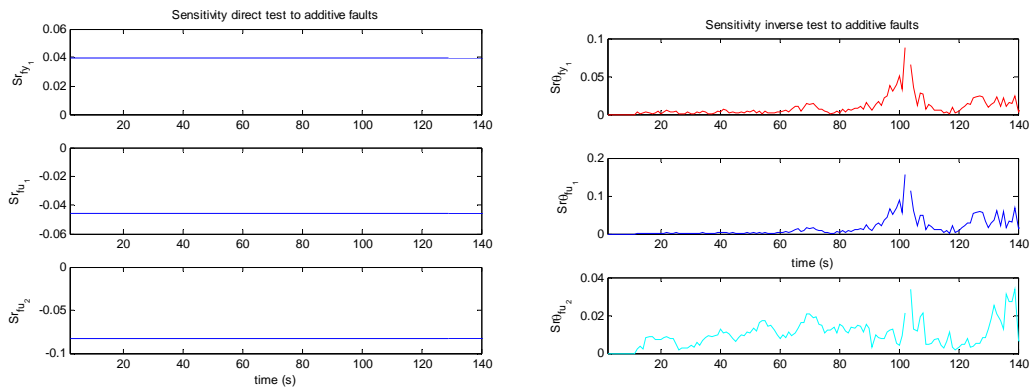 Sensitivity direct test to additive faults
0.06
0.04
0.02
0
Sr_fy_1
20 40 60 80 100 120 140
0
-0.02
-0.04
-0.06
Sr_fu_1
20 40 60 80 100 120 140
0
-0.05
-0.1
Sr_fu_2
20 40 60 80 100 120 140
time (s)
Sensitivity inverse test to additive faults
0.1
0.05
0
Srθ_fy_1
20 40 60 80 100 120 140
0.2
0.1
0
Srθ_fu_1
20 40 60 80 100 120 140
time (s)
0.04
0.02
0
Srθ_fu_2
20 40 60 80 100 120 140